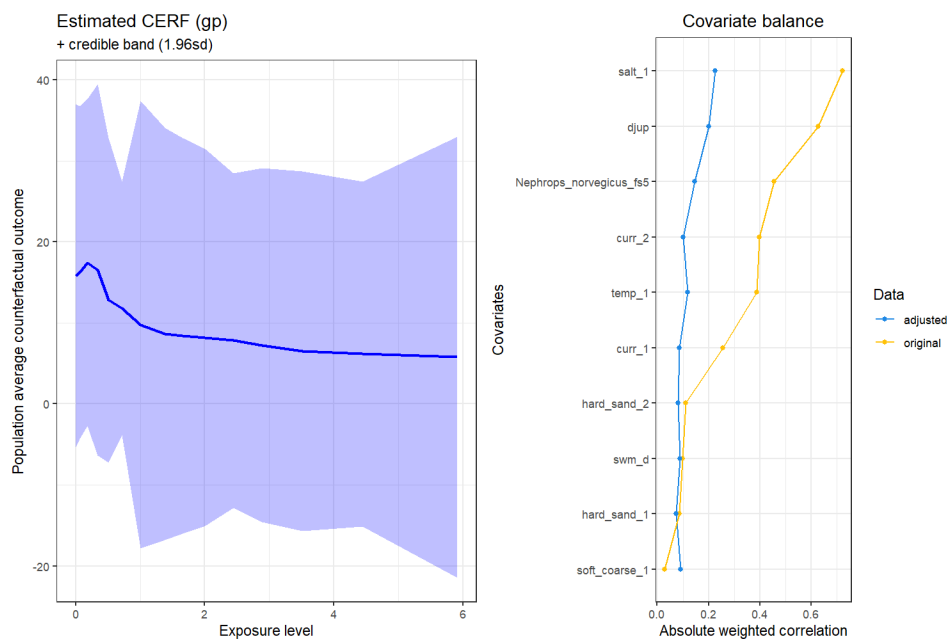 Estimated CERF (gp)
+ credible band (1.96sd)
Population average counterfactual outcome
40
20
0
-20
0
2
4
6
Exposure level
Covariate balance
Covariates
salt_1
djup
Nephrops_norvegicus_fs5
curr_2
temp_1
curr_1
hard_sand_2
swm_d
hard_sand_1
soft_coarse_1
0.0
0.2
0.4
0.6
Absolute weighted correlation
Data
adjusted
original